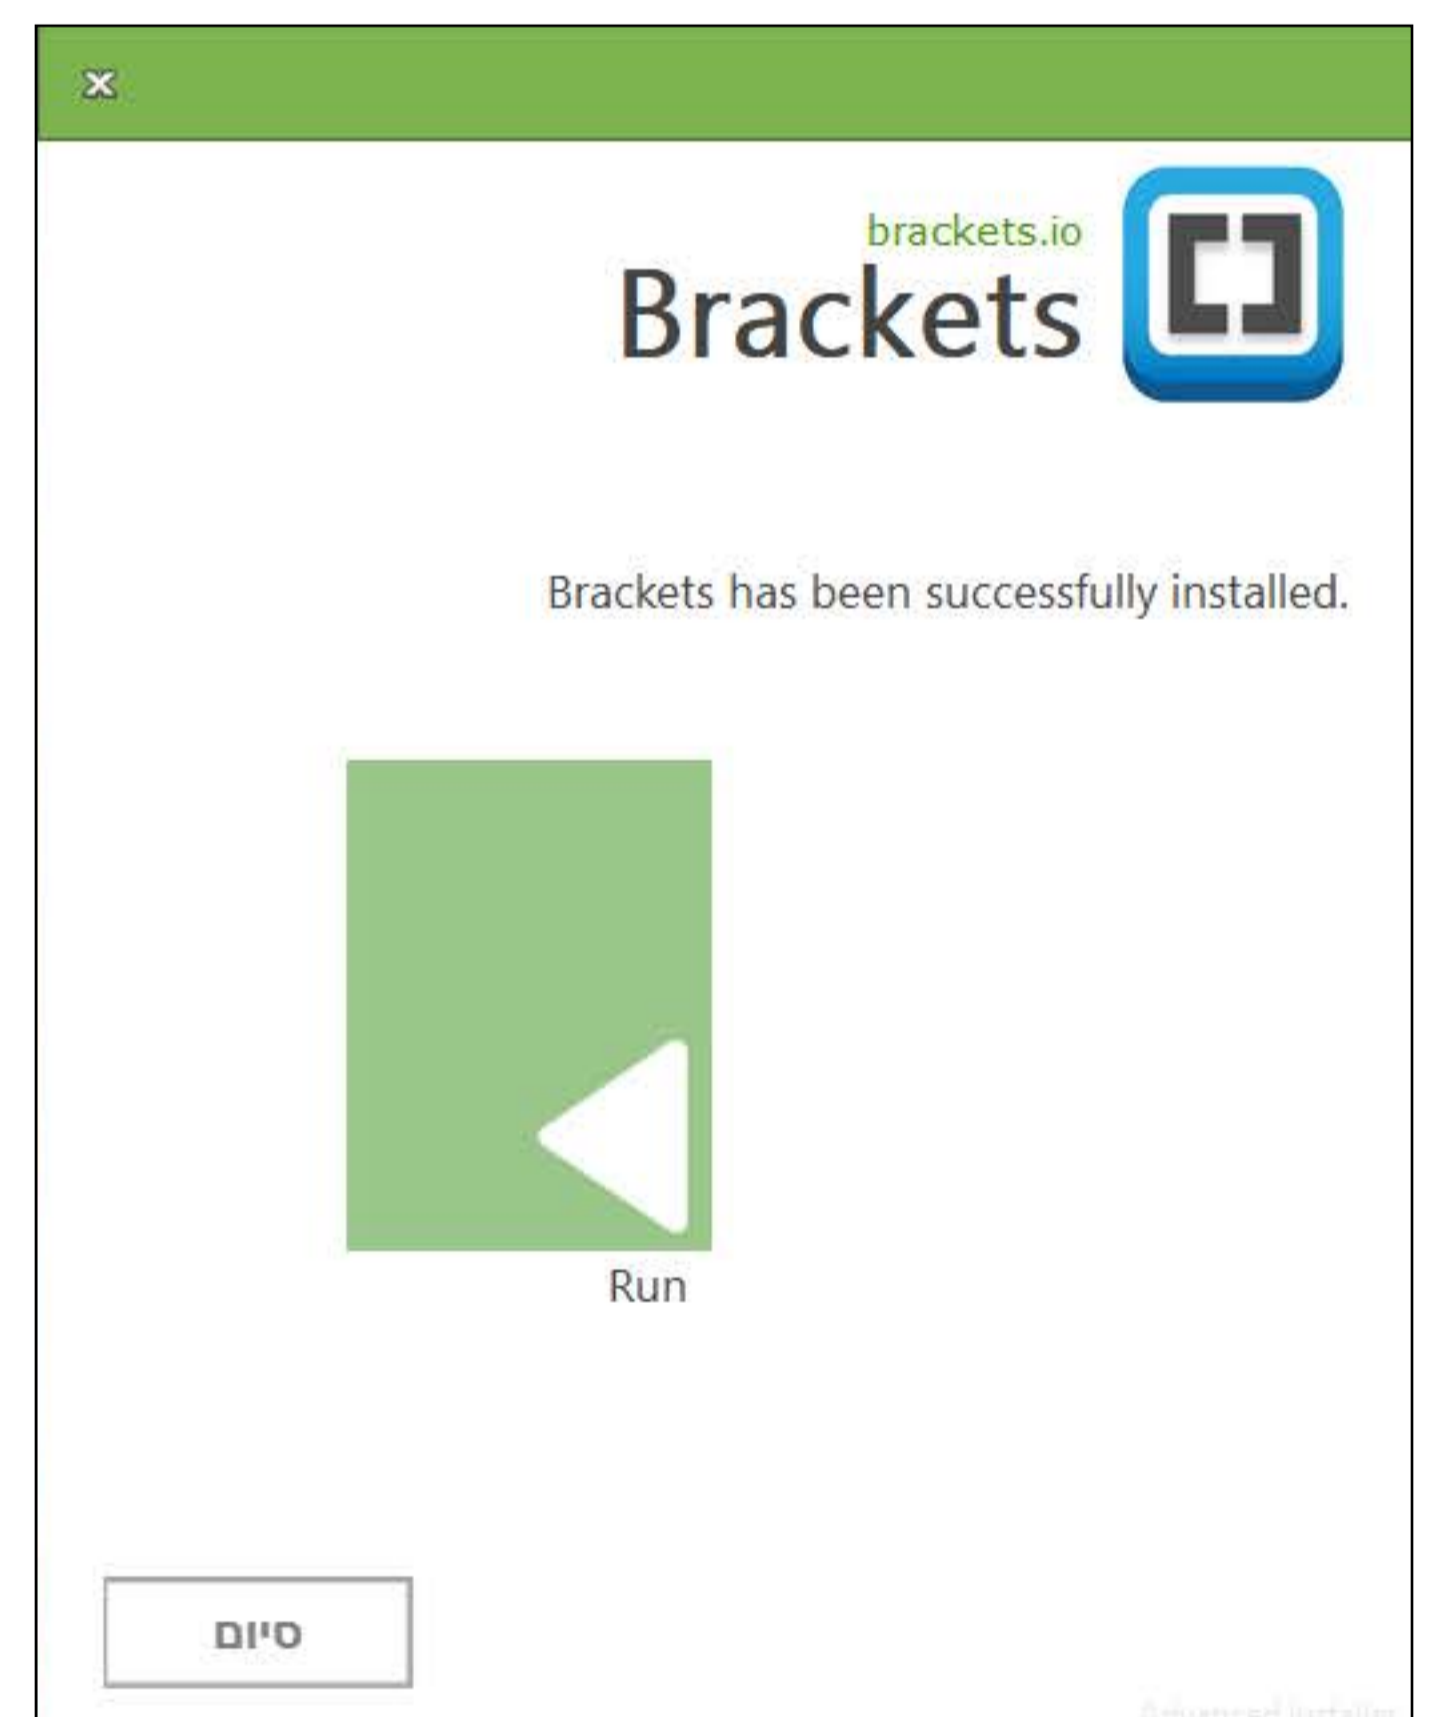 brackets.io
Brackets
Brackets has been successfully installed.
Run
סיום